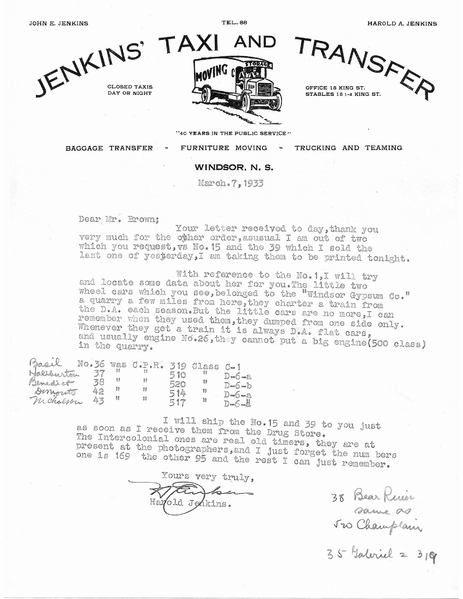 JOHN E. JENKINS
TEL. 88
HAROLD A. JENKINS
JENKINS' TAXI AND TRANSFER
MOVING
STORAGE
CLOSED TAXIS
DAY OR NIGHT
OFFICE 18 KING ST.
STABLES 18 1-2 KING ST.
"40 YEARS IN THE PUBLIC SERVICE"
BAGGAGE TRANSFER - FURNITURE MOVING - TRUCKING AND TEAMING
WINDSOR, N. S.
March.7,1933
Dear Mr. Brown;
Your letter received to day,thank you
very much for the other order,asusual I am out of two
which you request,vs No.15 and the 39 which I sold the
last one of yesterday,I am taking them to be printed tonight.
With reference to the No.1,I will try
and locate some data about her for you.The little two
wheel cars which you see,belonged to the "Windsor Gypsum Co."
a quarry a few miles from here,they charter a train from
the D.A. each season.But the little cars are no more,I can
remember when they used them,they dumped from one side only.
Whenever they get a train it is always D.A. flat cars,
and usually engine No.26,they cannot put a big engine(500 class)
in the quarry.
Basil No.36 was C.P.R. 319 Class C-1
Haliburton 37 " " 510 " D-6-a
Benedict 38 " " 520 " D-6-b
Demonts 42 " " 514 " D-6-a
Nicholson 43 " " 517 " D-6-a
I will ship the No.15 and 39 to you just
as soon as I receive them from the Drug Store.
The Intercolonial ones are real old timers, they are at
present at the photographers,and I just forget the num bers
one is 169 the other 95 and the rest I can just remember.
Yours very truly,
Harold Jenkins.
38 Bear River
same as
520 Champlain
35 Gabriel 2 319